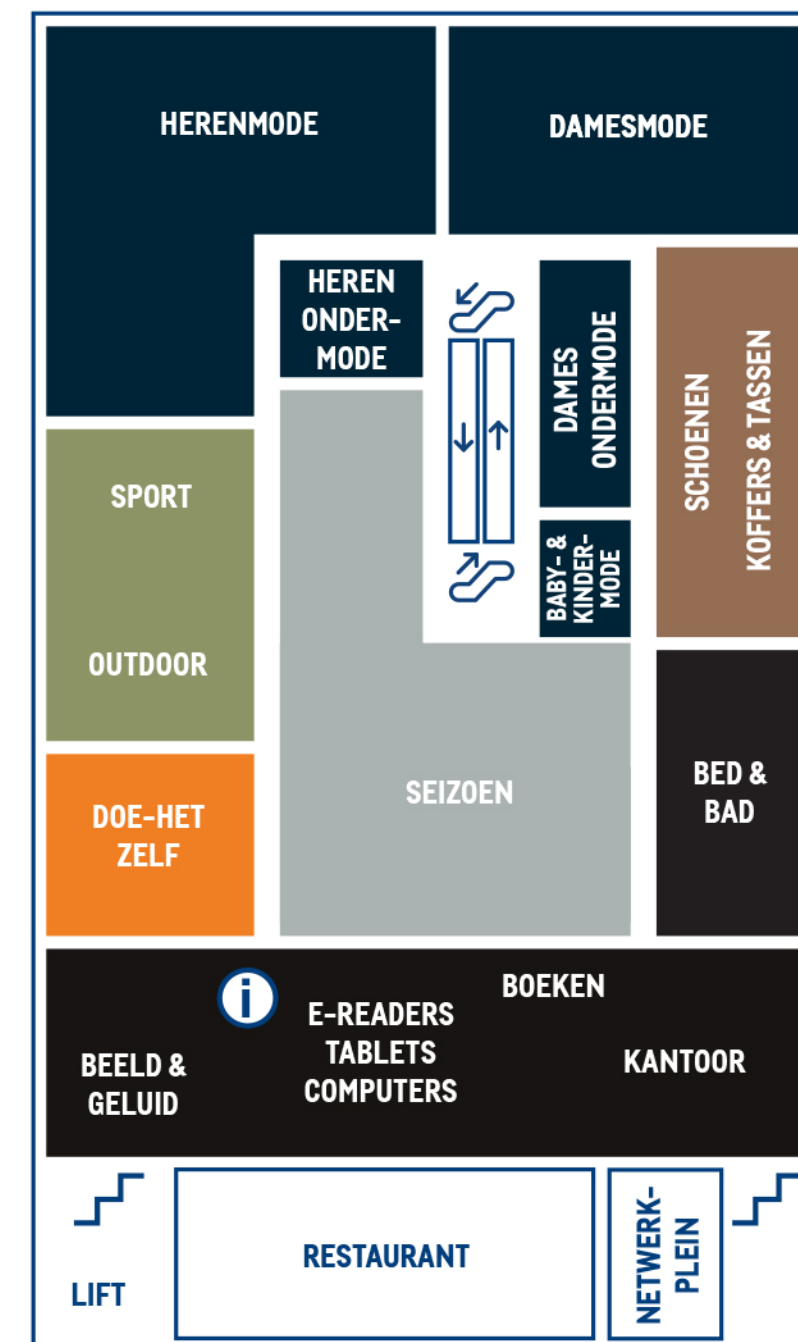 HERENMODE
DAMESMODE
HEREN
ONDER-
MODE
DAMES
ONDERMODE
SCHOENEN
KOFFERS & TASSEN
SPORT
BABY- &
KINDER-
MODE
OUTDOOR
SEIZOEN
BED &
BAD
DOE-HET
ZELF
i
BOEKEN
E-READERS
TABLETS
COMPUTERS
BEELD &
GELUID
KANTOOR
RESTAURANT
NETWERK-
PLEIN
LIFT